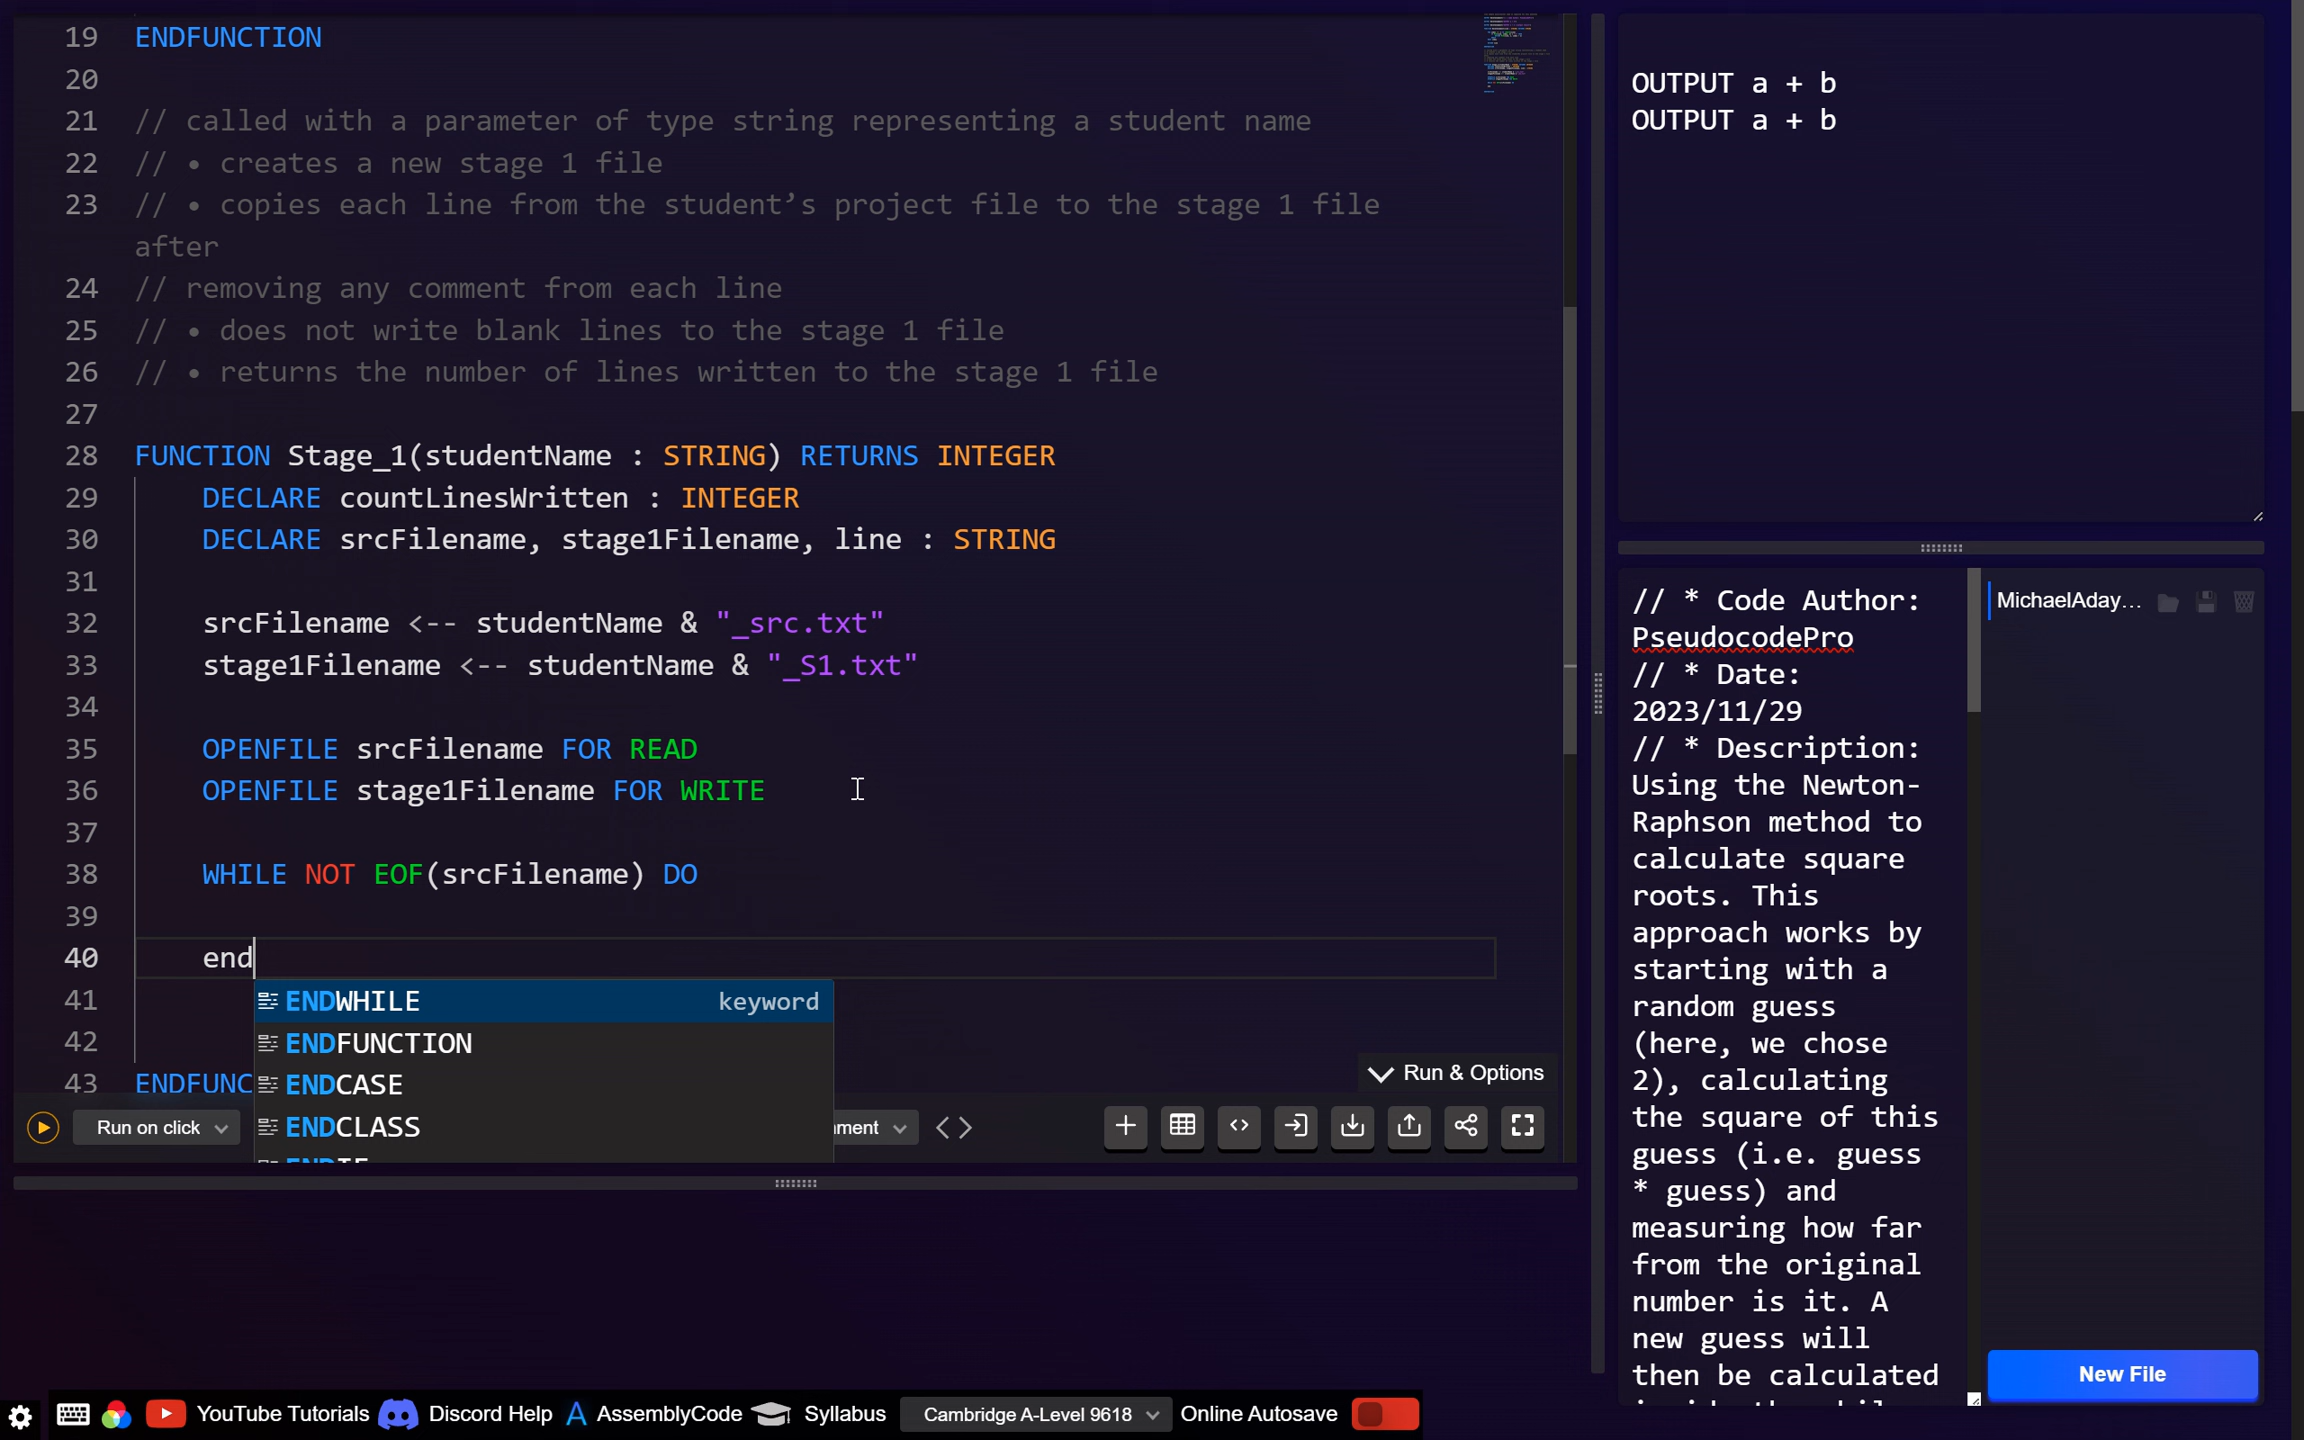 19 ENDFUNCTION
20
21 // called with a parameter of type string representing a student name
22 // • creates a new stage 1 file
23 // • copies each line from the student’s project file to the stage 1 file
after
24 // removing any comment from each line
25 // • does not write blank lines to the stage 1 file
26 // • returns the number of lines written to the stage 1 file
27
28 FUNCTION Stage_1(studentName : STRING) RETURNS INTEGER
29 DECLARE countLinesWritten : INTEGER
30 DECLARE srcFilename, stage1Filename, line : STRING
31
32 srcFilename <-- studentName & "_src.txt"
33 stage1Filename <-- studentName & "_S1.txt"
34
35 OPENFILE srcFilename FOR READ
36 OPENFILE stage1Filename FOR WRITE
37
38 WHILE NOT EOF(srcFilename) DO
39
40 end
41
42
43 ENDFUNC
ENDWHILE keyword
ENDFUNCTION
ENDCASE
ENDCLASS
Run & Options
Run on click
ment
OUTPUT a + b
OUTPUT a + b
// * Code Author:
PseudocodePro
// * Date:
2023/11/29
// * Description:
Using the Newton-
Raphson method to
calculate square
roots. This
approach works by
starting with a
random guess
(here, we chose
2), calculating
the square of this
guess (i.e. guess
* guess) and
measuring how far
from the original
number is it. A
new guess will
then be calculated
MichaelAday...
New File
YouTube Tutorials
Discord Help
AssemblyCode
Syllabus
Cambridge A-Level 9618
Online Autosave